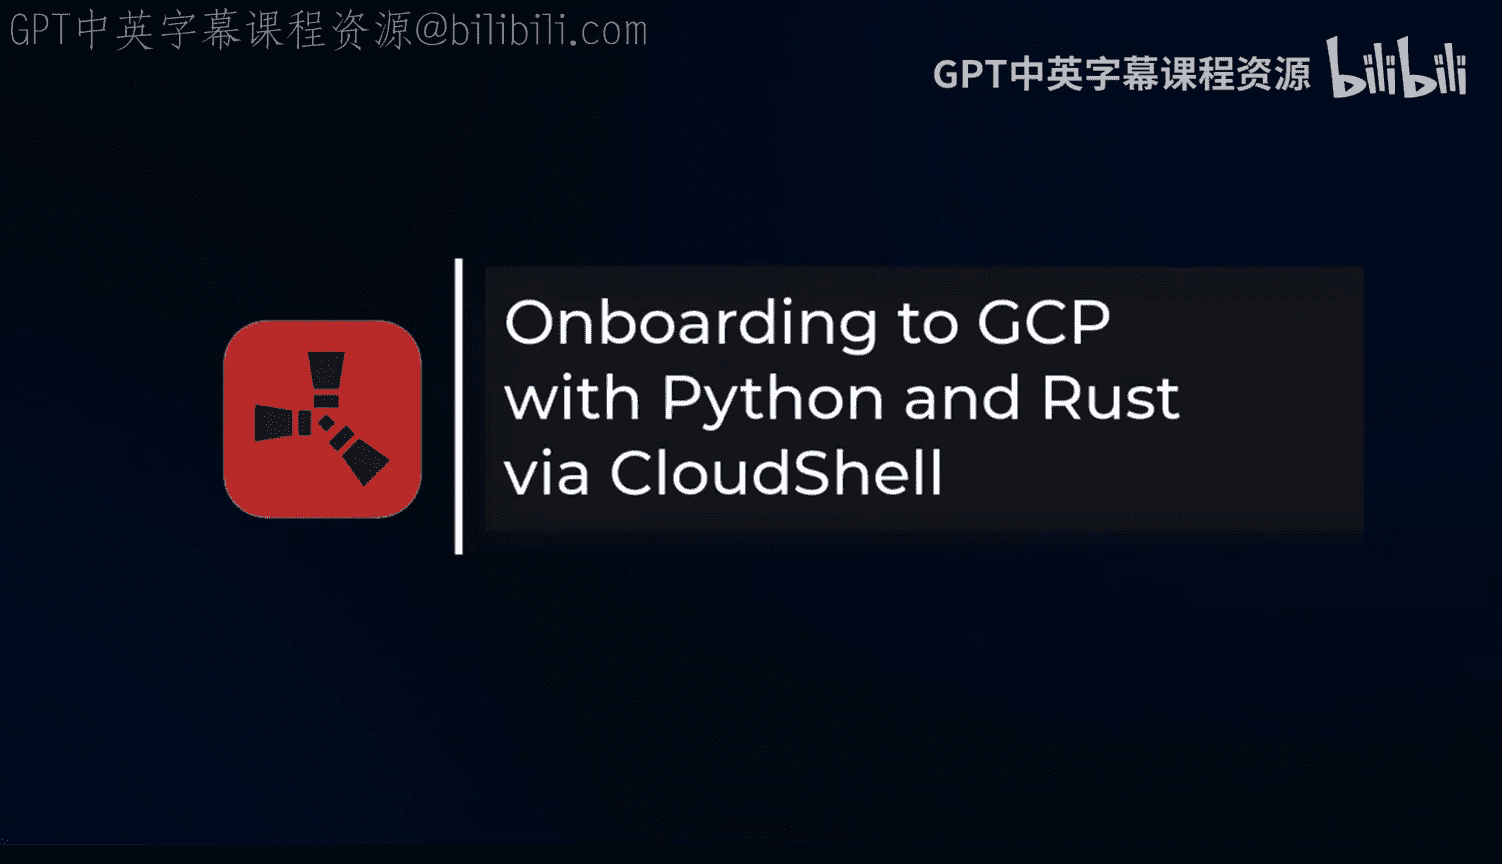 GPT中英字幕课程资源@bilibili.com
GPT中英字幕课程资源 bilibili
Onboarding to GCP
with Python and Rust
via CloudShell